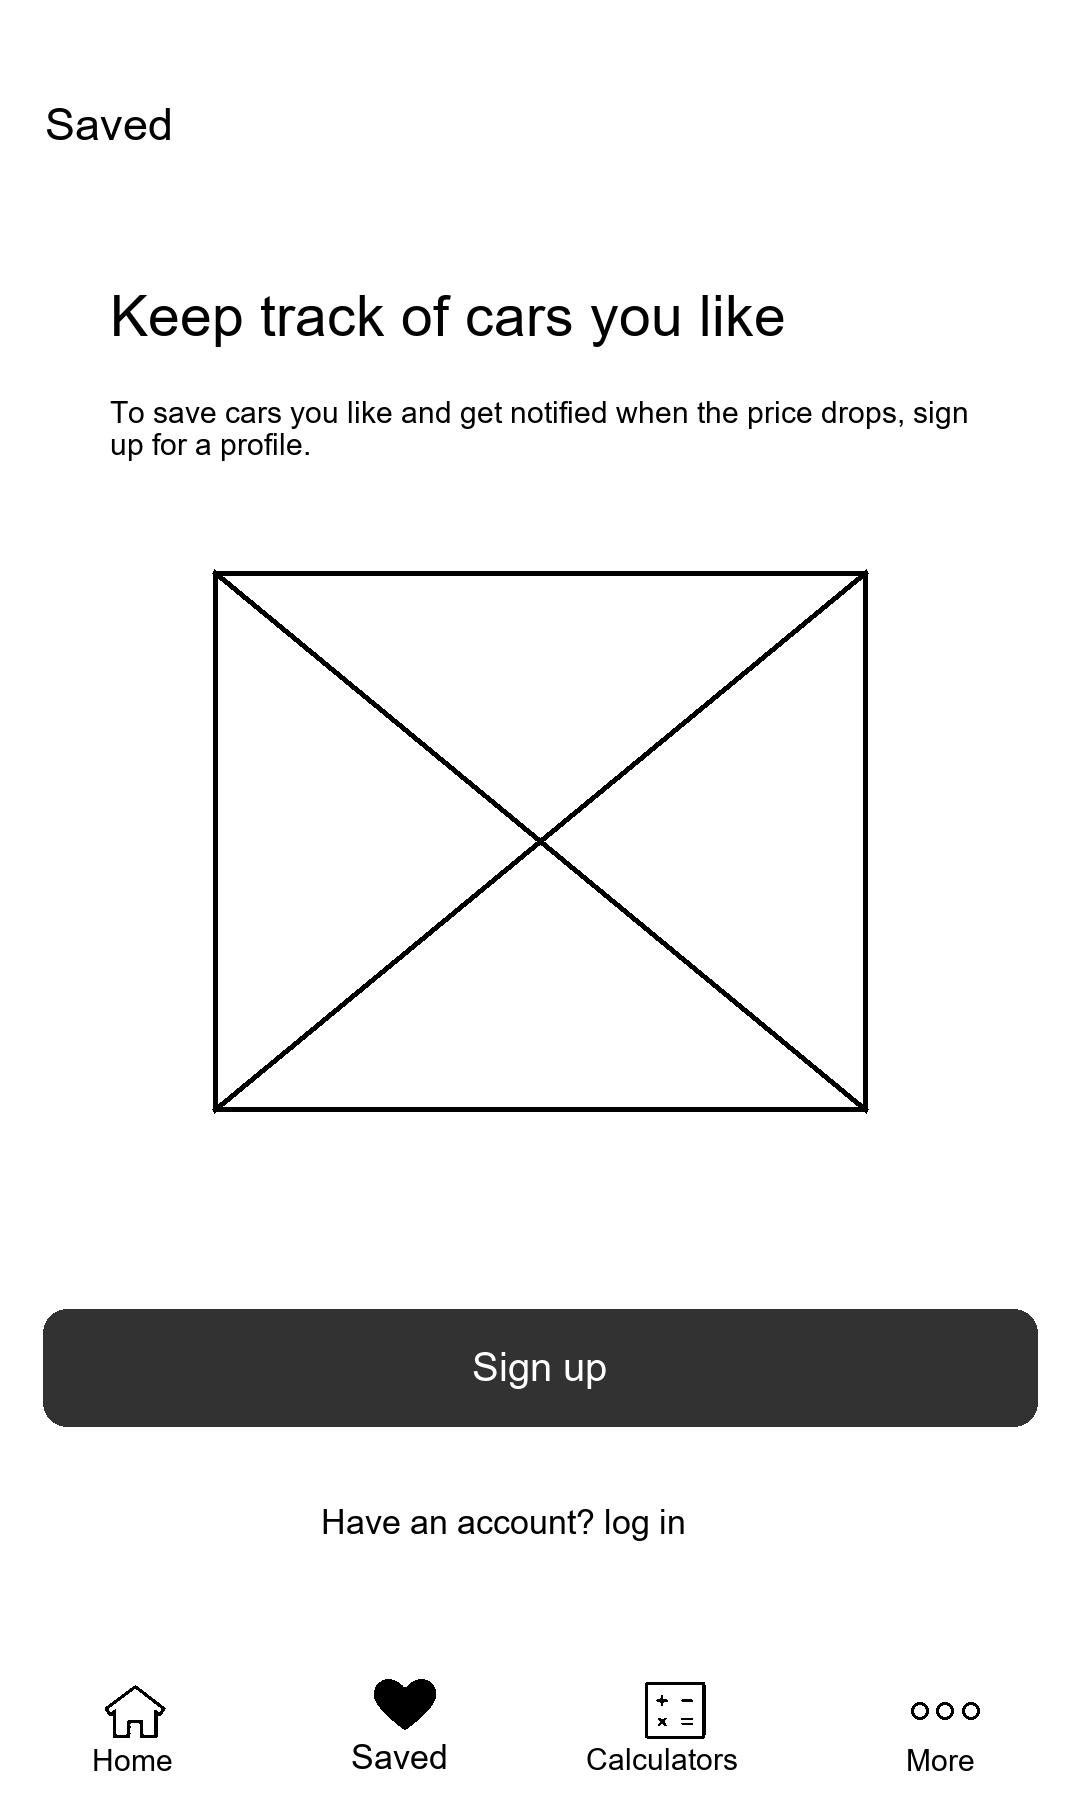 Saved
Keep track of cars you like
To save cars you like and get notified when the price drops, sign
up for a profile.
Sign up
Have an account? log in
Home
Saved
Calculators
More